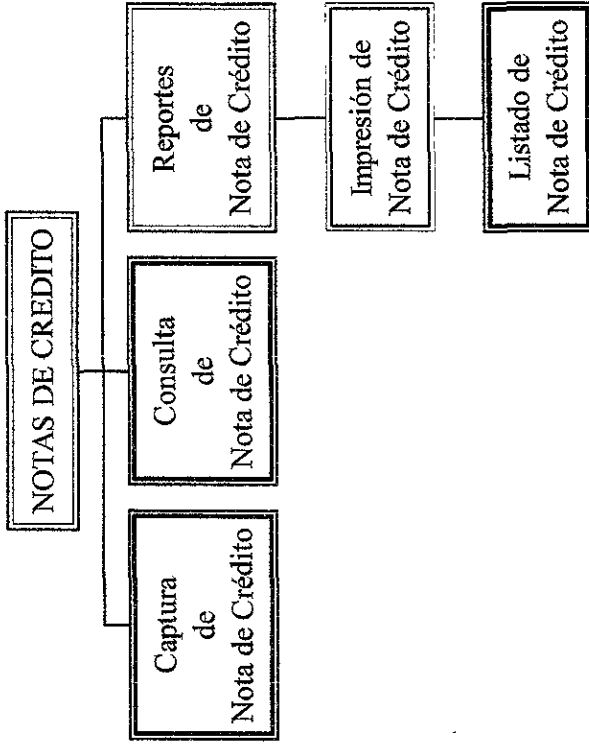 NOTAS DE CREDITO
Captura
de
Nota de Crédito
Consulta
de
Nota de Crédito
Reportes
de
Nota de Crédito
Impresión de
Nota de Crédito
Listado de
Nota de Crédito